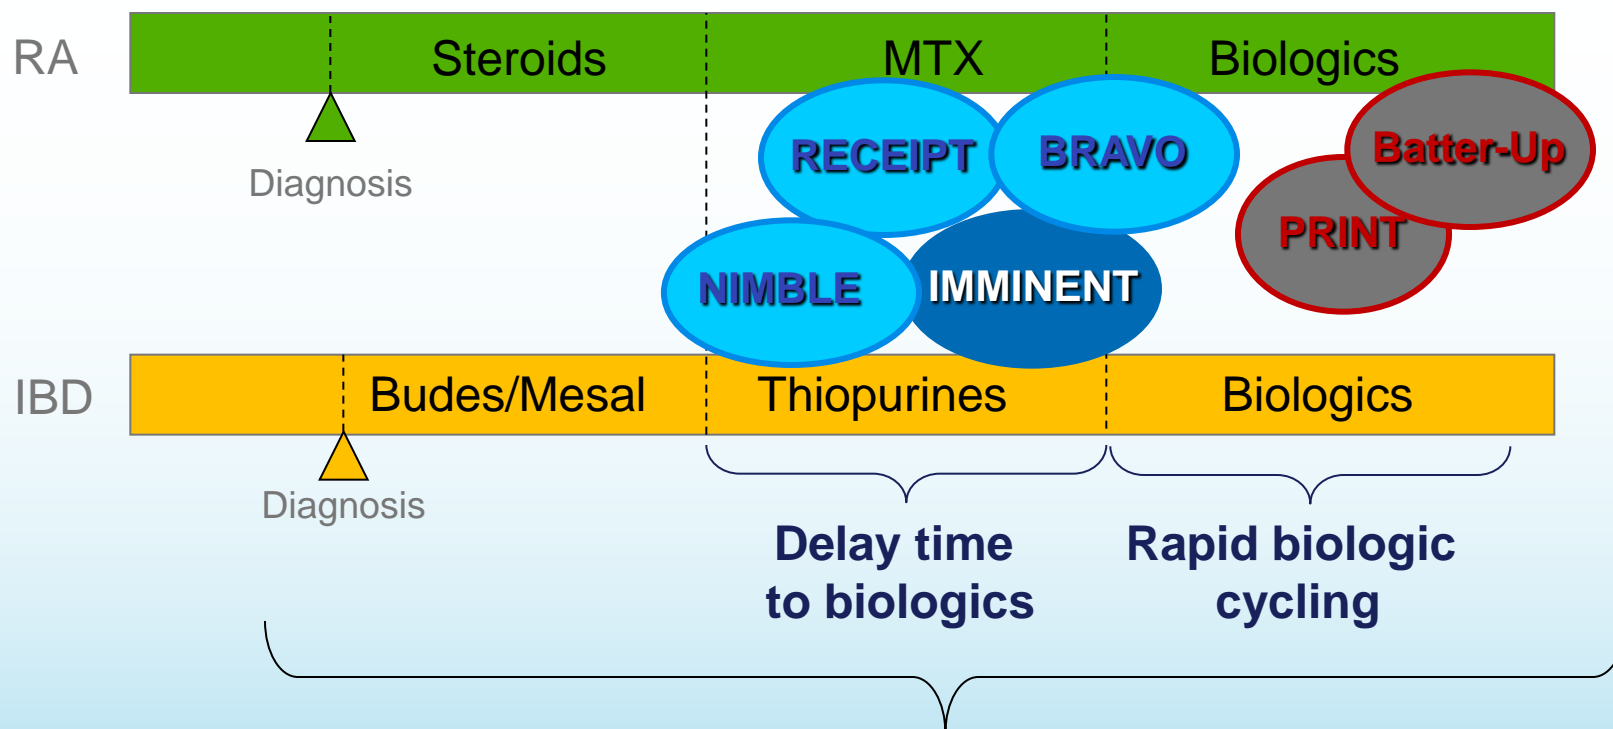 RA
Steroids
MTX
Biologics
Diagnosis
RECEIPT
BRAVO
Batter-Up
PRINT
NIMBLE
IMMINENT
IBD
Budes/Mesal
Thiopurines
Biologics
Diagnosis
Delay time
to biologics
Rapid biologic
cycling